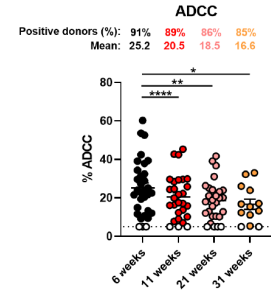 ADCC
Positive donors (%): 91% 89% 86% 85%
Mean: 25.2 20.5 18.5 16.6
*
**
****
% ADCC
80
60
40
20
0
6 weeks
11 weeks
21 weeks
31 weeks